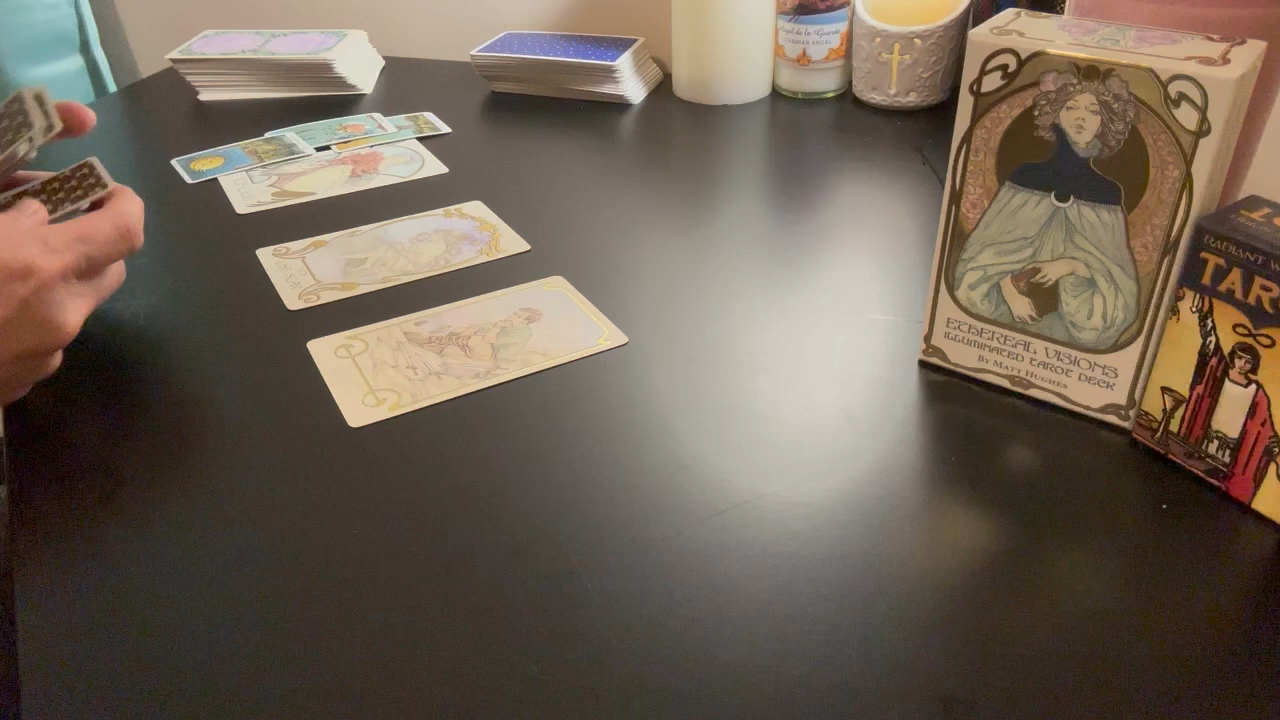 GUARDIAN ANGEL
ETHEREAL VISIONS
ILLUMINATED TAROT DECK
BY MATT HUGHES
RADIANT
TAR